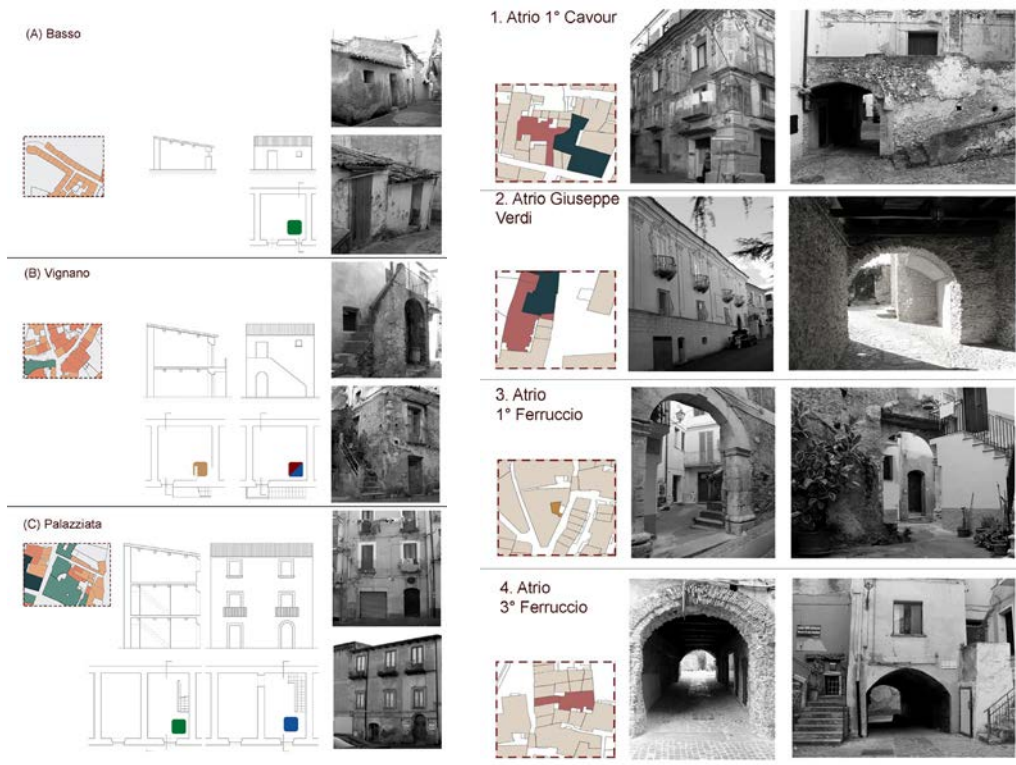 (A) Basso
(B) Vignano
(C) Palazziata
1. Atrio 1° Cavour
2. Atrio Giuseppe
Verdi
3. Atrio
1° Ferruccio
4. Atrio
3° Ferruccio